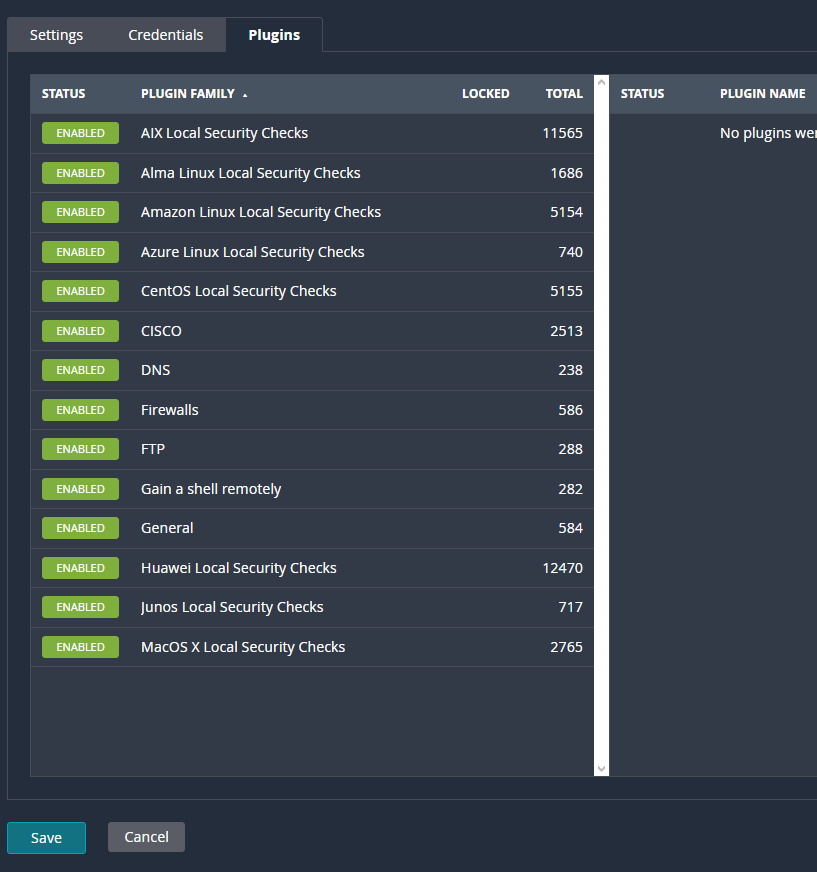 Settings Credentials Plugins
STATUS PLUGIN FAMILY LOCKED TOTAL STATUS PLUGIN NAME
ENABLED AIX Local Security Checks 11565 No plugins wer
ENABLED Alma Linux Local Security Checks 1686
ENABLED Amazon Linux Local Security Checks 5154
ENABLED Azure Linux Local Security Checks 740
ENABLED CentOS Local Security Checks 5155
ENABLED CISCO 2513
ENABLED DNS 238
ENABLED Firewalls 586
ENABLED FTP 288
ENABLED Gain a shell remotely 282
ENABLED General 584
ENABLED Huawei Local Security Checks 12470
ENABLED Junos Local Security Checks 717
ENABLED MacOS X Local Security Checks 2765
Save Cancel